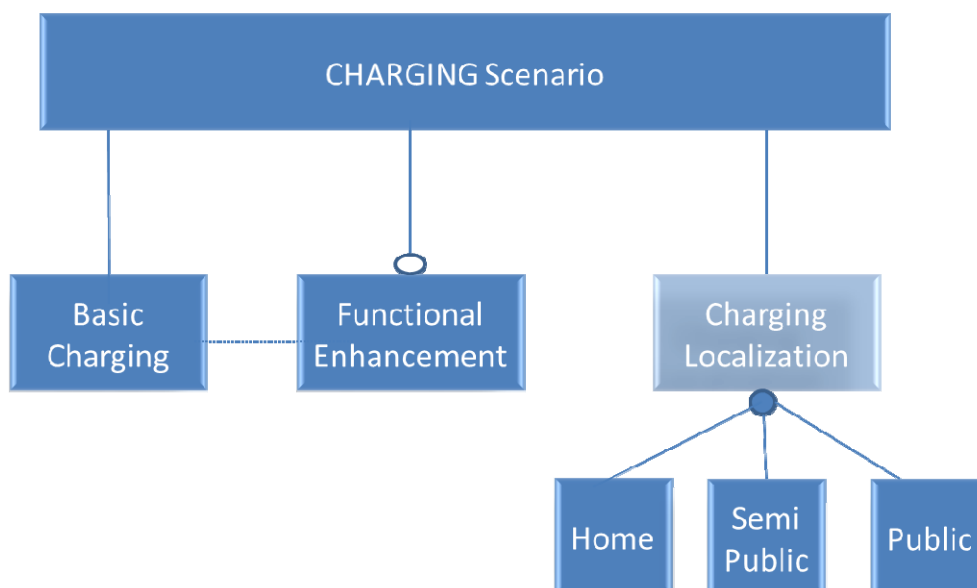 CHARGING Scenario
Basic
Charging
Functional
Enhancement
Charging
Localization
Home
Semi
Public
Public